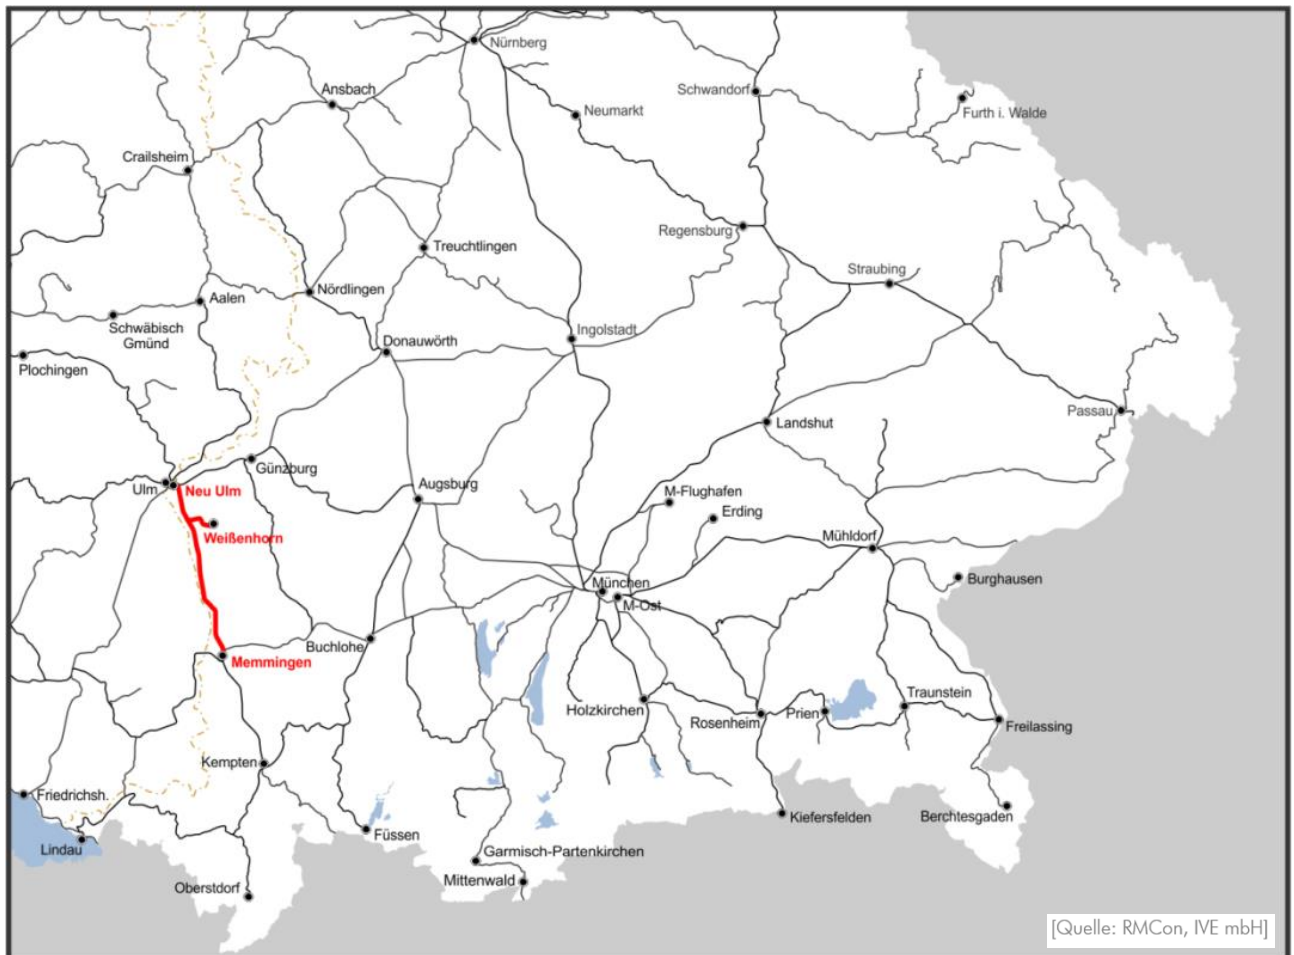 Nürnberg
Ansbach
Schwandorf
Neumarkt
Furth i. Walde
Crailsheim
Regensburg
Treuchtlingen
Straubing
Nördlingen
Aalen
Schwäbisch
Gmünd
Ingolstadt
Donauwörth
Plochingen
Passau
Landshut
Günzburg
Ulm
Neu Ulm
Augsburg
M-Flughafen
Erding
Weißenhorn
Mühldorf
München
Burghausen
M-Ost
Buchlohe
Memmingen
Traunstein
Holzkirchen
Prien
Rosenheim
Freilassing
Kempten
Friedrichsh.
Kiefersfelden
Berchtesgaden
Füssen
Lindau
Garmisch-Partenkirchen
Mittenwald
Oberstdorf
[Quelle: RMCon, IVE mbH]